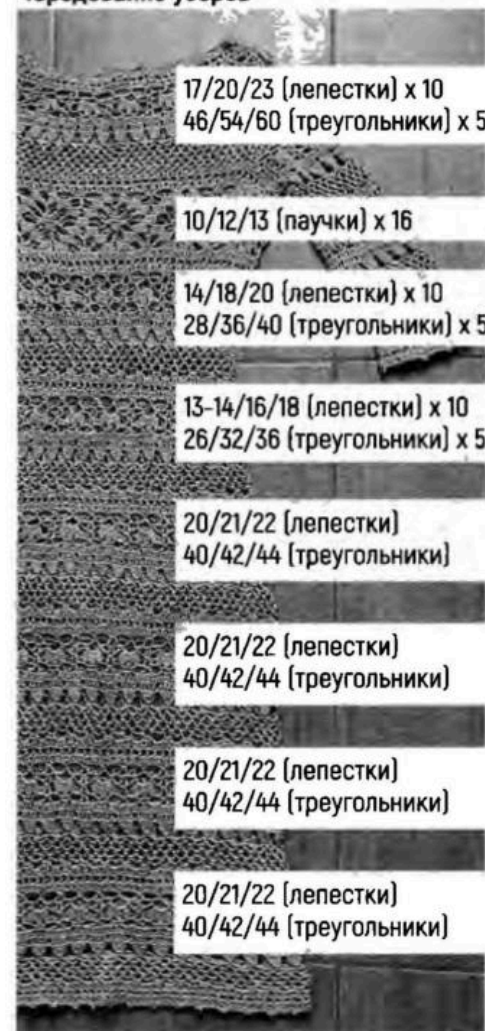 17/20/23 (лепестки) х 10
46/54/60 (треугольники) х 5
10/12/13 (паучки) х 16
14/18/20 (лепестки) х 10
28/36/40 (треугольники) х 5
13-14/16/18 (лепестки) х 10
26/32/36 (треугольники) х 5
20/21/22 (лепестки)
40/42/44 (треугольники)
20/21/22 (лепестки)
40/42/44 (треугольники)
20/21/22 (лепестки)
40/42/44 (треугольники)
20/21/22 (лепестки)
40/42/44 (треугольники)